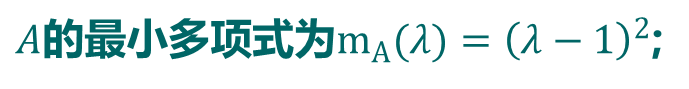 A的最小多项式为m_A(λ) = (λ − 1)²;